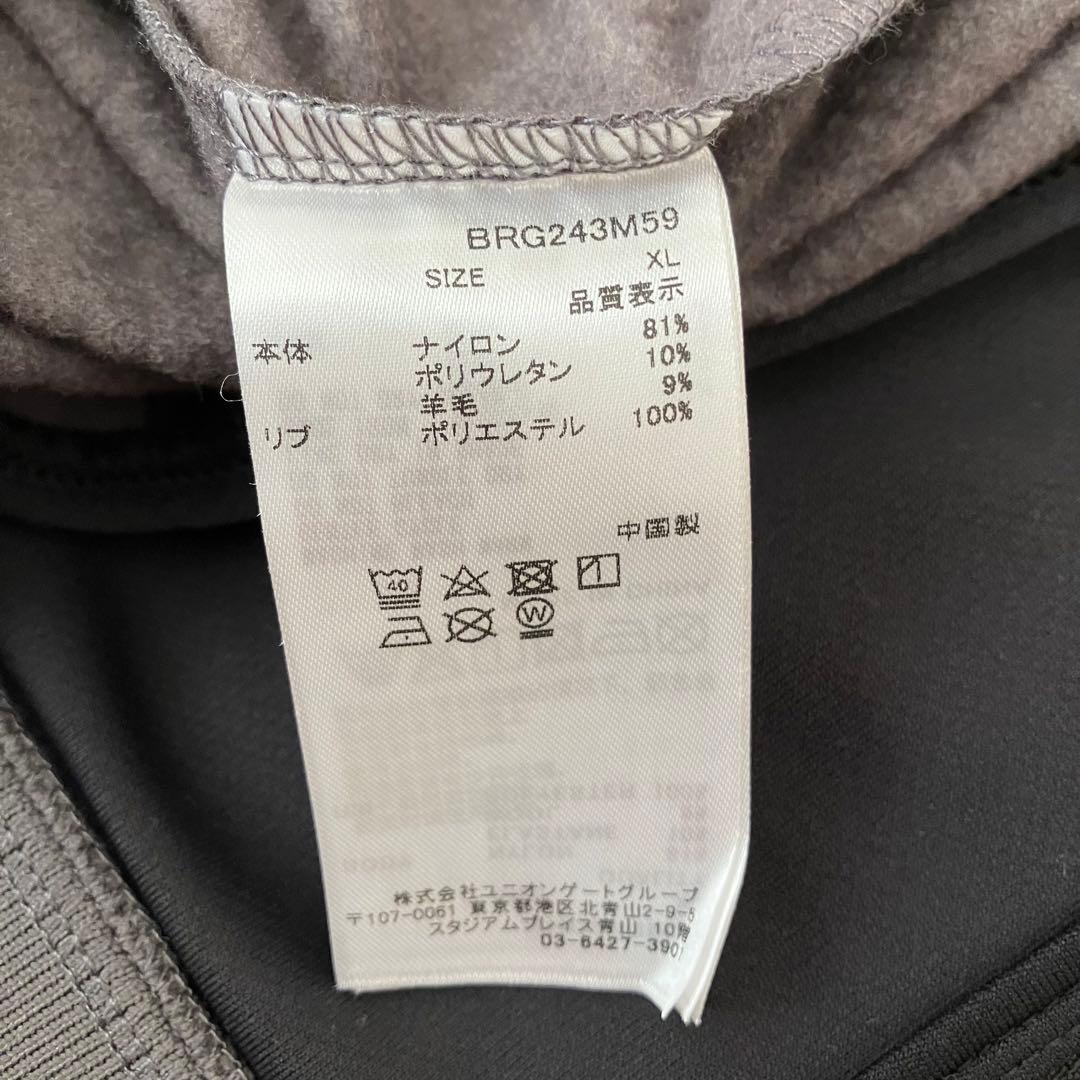 BRG243M59
SIZE XL
品質表示
本体 ナイロン 81%
ポリウレタン 10%
羊毛 9%
リブ ポリエステル 100%
中国製
40
W
株式会社ユニオンゲートグループ
〒107-0061 東京都港区北青山2-9-5
スタジアムプレイス青山 10階
03-6427-3901